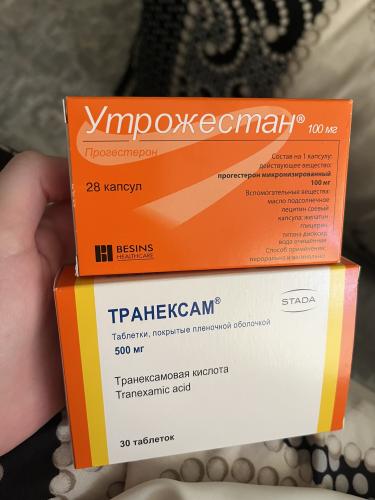 Утрожестан® 100 мг
Прогестерон
28 капсул
Состав на 1 капсулу:
действующее вещество:
прогестерон микронизированный
100 мг
Вспомогательные вещества:
масло подсолнечное
лецитин соевый
капсула: желатин
глицерин
титана диоксид
вода очищенная
Способ применения:
перорально и вагинально
BESINS
HEALTHCARE
ТРАНЕКСАМ®
STADA
Таблетки, покрытые пленочной оболочкой
500 мг
Транексамовая кислота
Tranexamic acid
30 таблеток